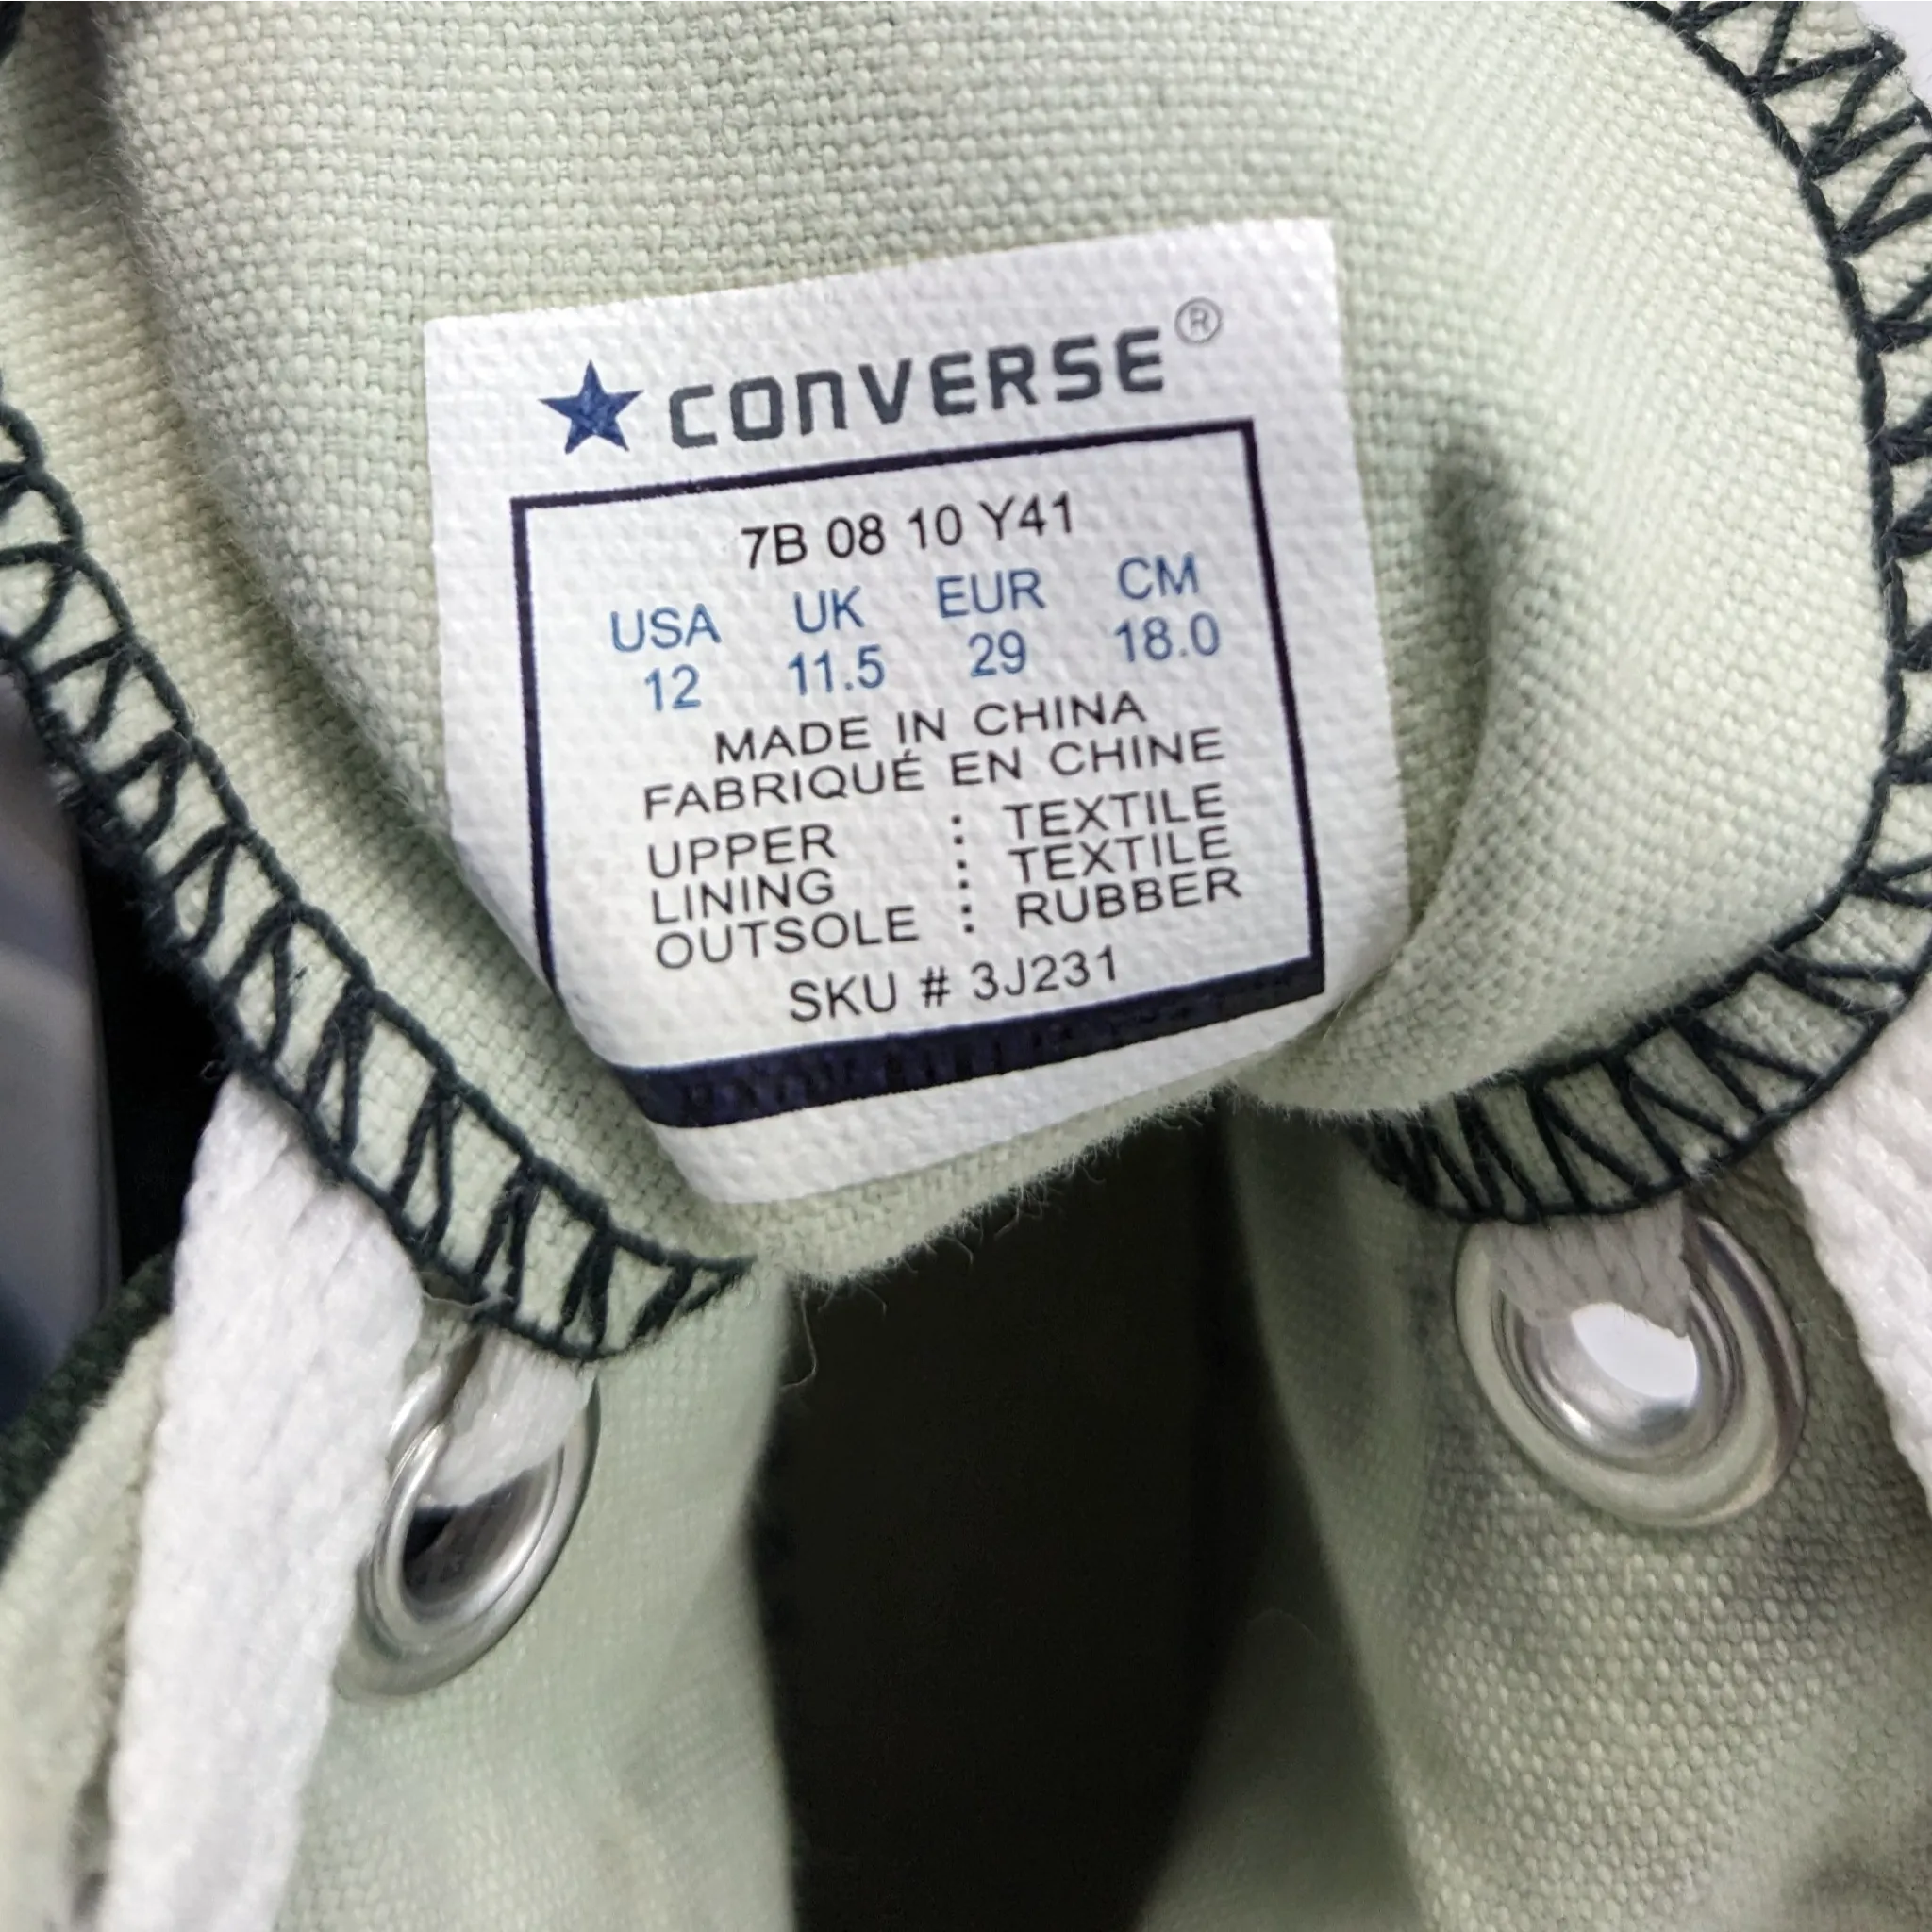 CONVERSE®
7B 08 10 Y41
USA UK EUR CM
12 11.5 29 18.0
MADE IN CHINA
FABRIQUÉ EN CHINE
UPPER : TEXTILE
LINING : TEXTILE
OUTSOLE : RUBBER
SKU # 3J231